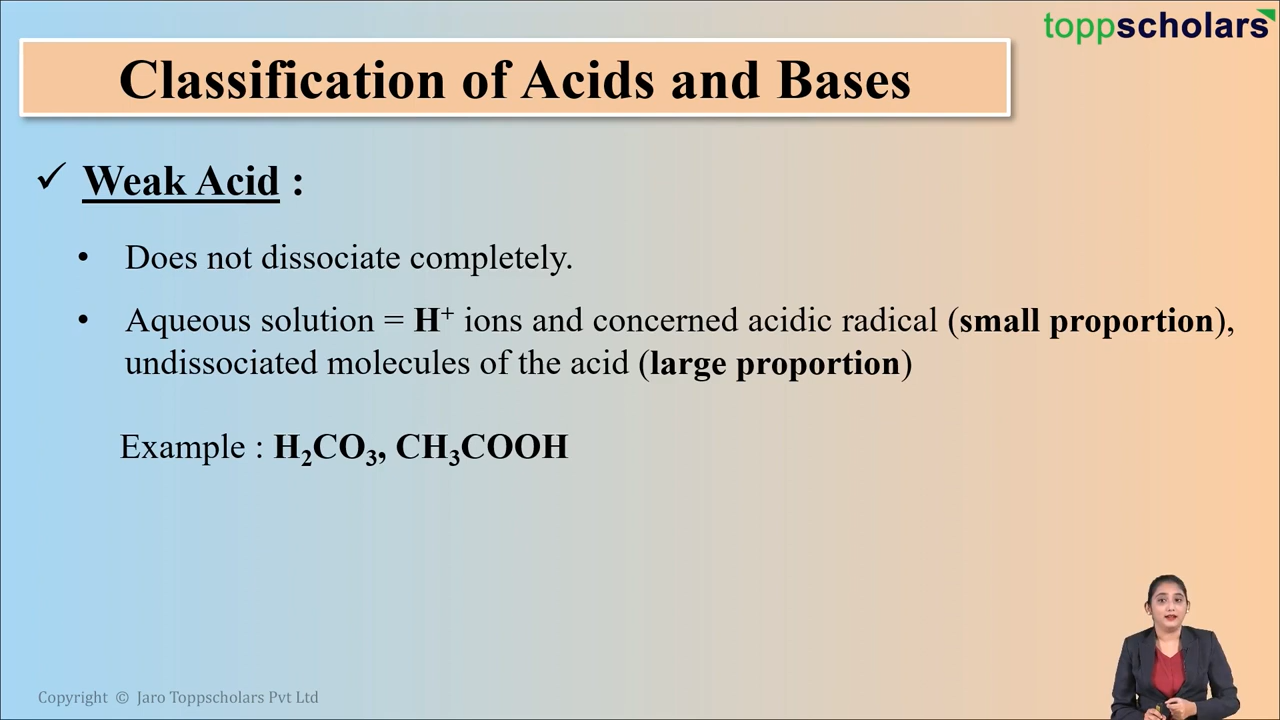 toppscholars
Classification of Acids and Bases
✓ Weak Acid :
• Does not dissociate completely.
• Aqueous solution = H⁺ ions and concerned acidic radical (small proportion),
undissociated molecules of the acid (large proportion)
Example : H₂CO₃, CH₃COOH
Copyright © Jaro Toppscholars Pvt Ltd